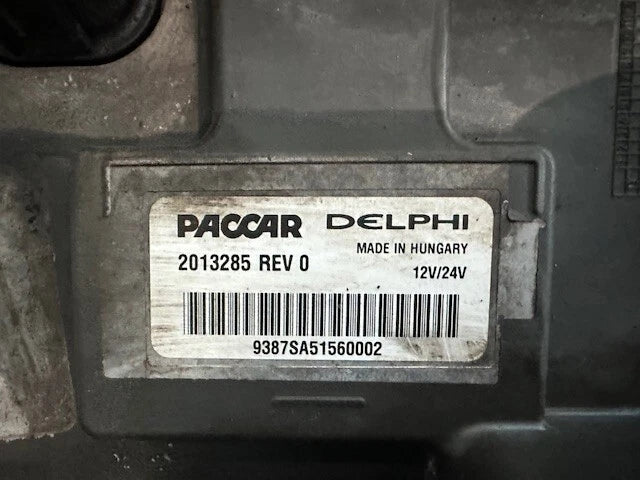 PACCAR DELPHI
MADE IN HUNGARY
2013285 REV 0
12V/24V
9387SA51560002